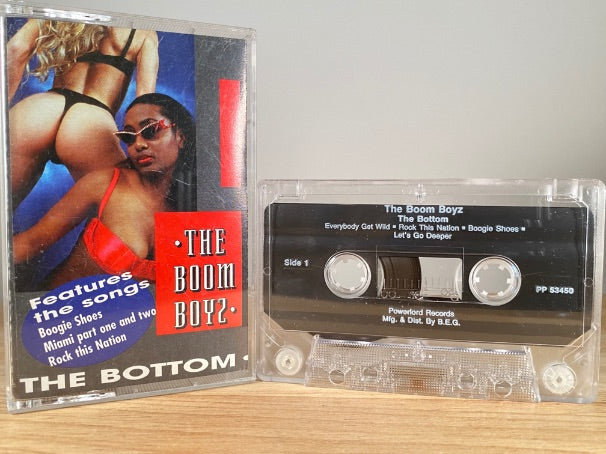 Features
the songs
Boogie Shoes
Miami part one and two
Rock this Nation
·THE
BOOM
BOYZ·
THE BOTTOM ·
The Boom Boyz
The Bottom
Everybody Get Wild ▪ Rock This Nation ▪ Boogie Shoes ▪
Let's Go Deeper
Side 1
PP 53450
Powerlord Records
Mfg. & Dist. By B.E.G.